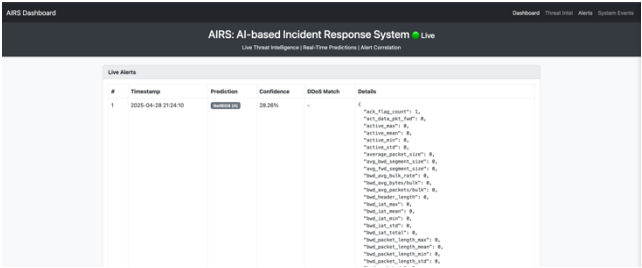 AIRS Dashboard
Dashboard Threat Intel Alerts System Events
AIRS: AI-based Incident Response System Live
Live Threat Intelligence | Real-Time Predictions | Alert Correlation
Live Alerts
# Timestamp Prediction Confidence DDoS Match Details
1 2025-04-28 21:24:10 28.26% - {
"ack_flag_count": 1,
"act_data_pkt_fwd": 0,
"active_max": 0,
"active_mean": 0,
"active_min": 0,
"active_std": 0,
"average_packet_size": 0,
"avg_bwd_segment_size": 0,
"avg_fwd_segment_size": 0,
"bwd_avg_bulk_rate": 0,
"bwd_avg_bytes/bulk": 0,
"bwd_avg_packets/bulk": 0,
"bwd_header_length": 0,
"bwd_iat_max": 0,
"bwd_iat_mean": 0,
"bwd_iat_min": 0,
"bwd_iat_std": 0,
"bwd_iat_total": 0,
"bwd_packet_length_max": 0,
"bwd_packet_length_mean": 0,
"bwd_packet_length_min": 0,
"bwd_packet_length_std": 0,